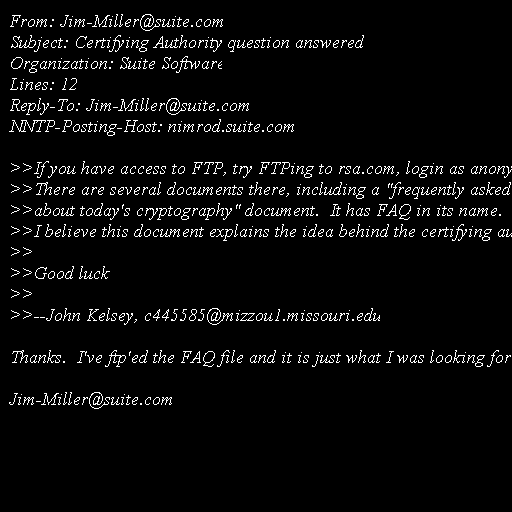 From: Jim-Miller@suite.com
Subject: Certifying Authority question answered
Organization: Suite Software
Lines: 12
Reply-To: Jim-Miller@suite.com
NNTP-Posting-Host: nimrod.suite.com

>>If you have access to FTP, try FTPing to rsa.com, login as anony
>>There are several documents there, including a "frequently asked
>>about today's cryptography" document.  It has FAQ in its name.
>>I believe this document explains the idea behind the certifying au
>>
>>Good luck
>>
>>--John Kelsey, c445585@mizzou1.missouri.edu

Thanks.  I've ftp'ed the FAQ file and it is just what I was looking for

Jim-Miller@suite.com